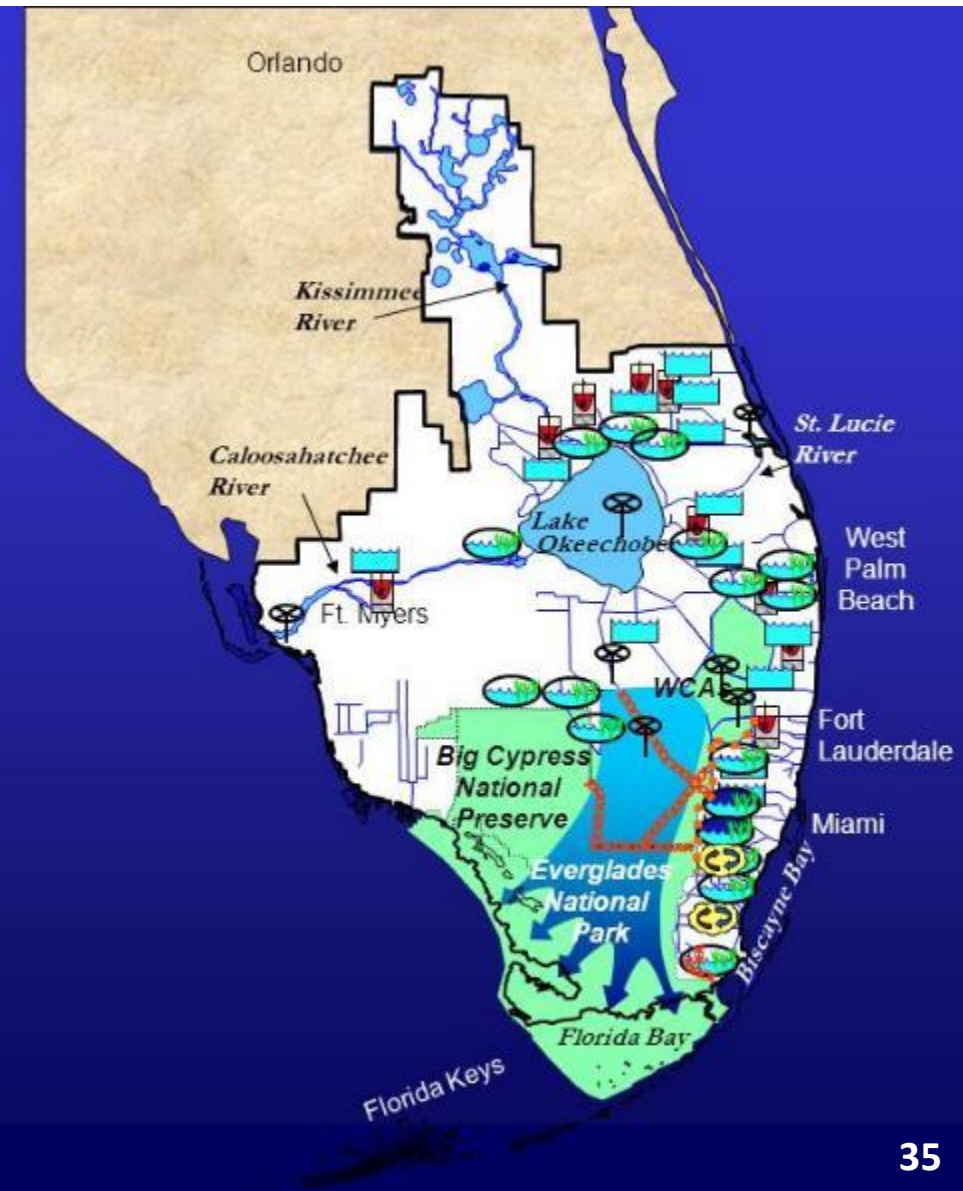 Orlando
Kissimmee
River
Caloosahatchee
River
St. Lucie
River
Lake
Okeechobe
West
Palm
Beach
Ft. Myers
WCAs
Fort
Lauderdale
Big Cypress
National
Preserve
Miami
Everglades
National
Park
Biscayne Bay
Florida Bay
Florida Keys
35